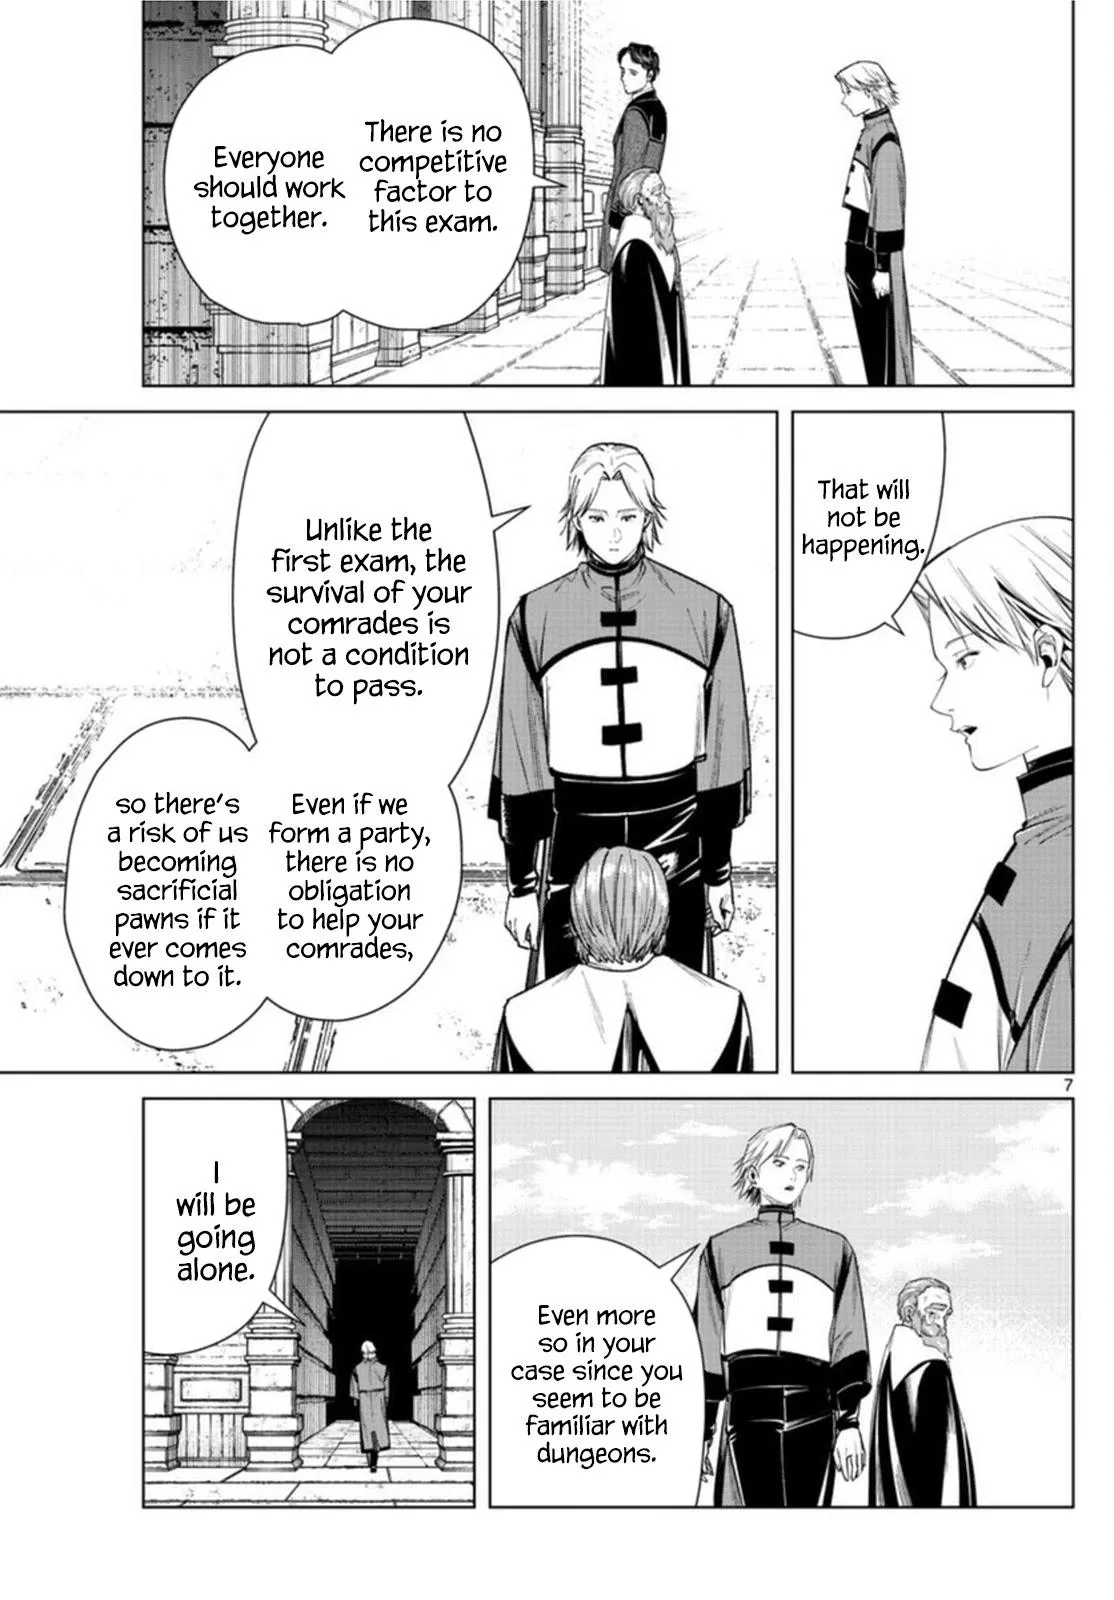 There is no
competitive
factor to
this exam.
Everyone
should work
together.
That will
not be
happening.
Unlike the
first exam, the
survival of your
comrades is
not a condition
to pass.
Even if we
form a party,
there is no
obligation
to help your
comrades,
so there's
a risk of us
becoming
sacrificial
pawns if it
ever comes
down to it.
7
Even more
so in your
case since you
seem to be
familiar with
dungeons.
I
will be
going
alone.